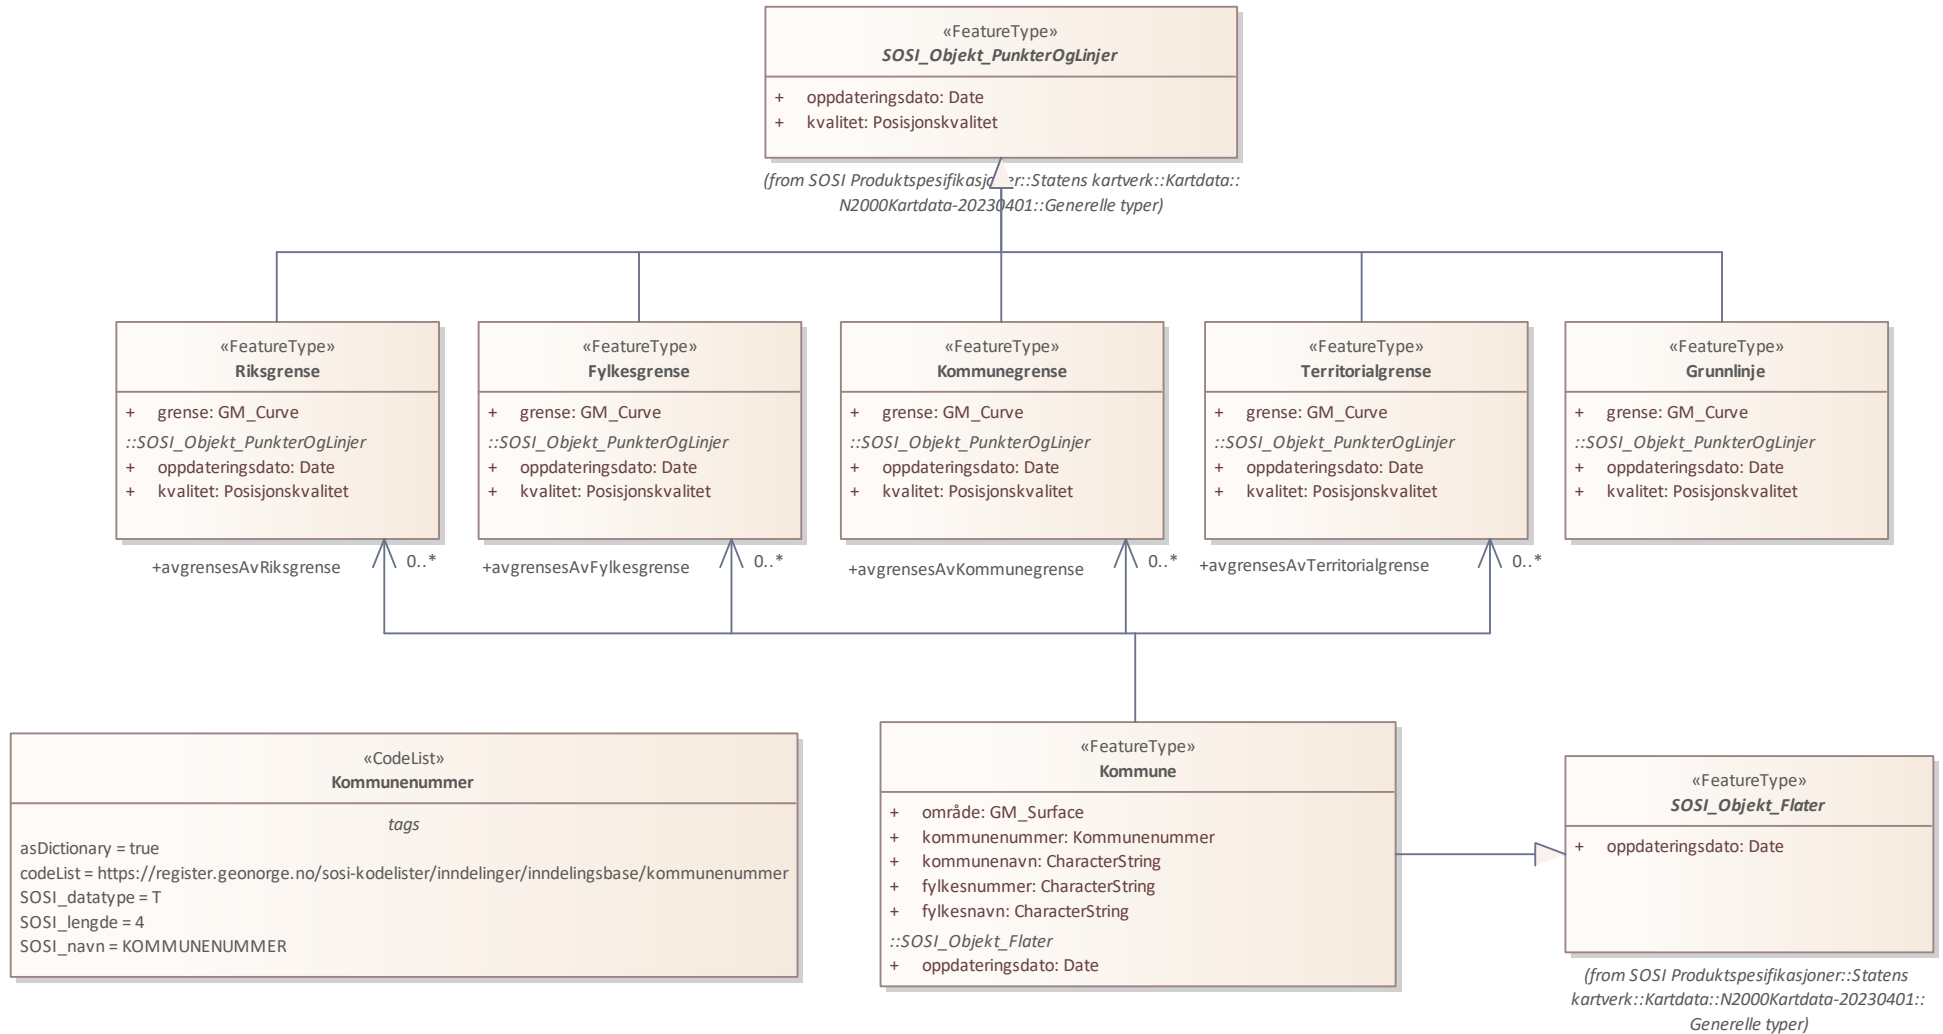 «FeatureType»
SOSI_Objekt_PunkterOgLinjer
+ oppdateringsdato: Date
+ kvalitet: Posisjonskvalitet
(from SOSI Produktspesifikasjoner::Statens kartverk::Kartdata::
N2000Kartdata-20230401::Generelle typer)
«FeatureType»
Riksgrense
+ grense: GM_Curve
::SOSI_Objekt_PunkterOgLinjer
+ oppdateringsdato: Date
+ kvalitet: Posisjonskvalitet
«FeatureType»
Fylkesgrense
+ grense: GM_Curve
::SOSI_Objekt_PunkterOgLinjer
+ oppdateringsdato: Date
+ kvalitet: Posisjonskvalitet
«FeatureType»
Kommunegrense
+ grense: GM_Curve
::SOSI_Objekt_PunkterOgLinjer
+ oppdateringsdato: Date
+ kvalitet: Posisjonskvalitet
«FeatureType»
Territorialgrense
+ grense: GM_Curve
::SOSI_Objekt_PunkterOgLinjer
+ oppdateringsdato: Date
+ kvalitet: Posisjonskvalitet
«FeatureType»
Grunnlinje
+ grense: GM_Curve
::SOSI_Objekt_PunkterOgLinjer
+ oppdateringsdato: Date
+ kvalitet: Posisjonskvalitet
+avgrensesAvRiksgrense 0..*
+avgrensesAvFylkesgrense 0..*
+avgrensesAvKommunegrense 0..*
+avgrensesAvTerritorialgrense 0..*
«CodeList»
Kommunenummer
tags
asDictionary = true
codeList = https://register.geonorge.no/sosi-kodelister/inndelinger/inndelingsbase/kommunenummer
SOSI_datatype = T
SOSI_lengde = 4
SOSI_navn = KOMMUNENUMMER
«FeatureType»
Kommune
+ område: GM_Surface
+ kommunenummer: Kommunenummer
+ kommunenavn: CharacterString
+ fylkesnummer: CharacterString
+ fylkesnavn: CharacterString
::SOSI_Objekt_Flater
+ oppdateringsdato: Date
«FeatureType»
SOSI_Objekt_Flater
+ oppdateringsdato: Date
(from SOSI Produktspesifikasjoner::Statens
kartverk::Kartdata::N2000Kartdata-20230401::
Generelle typer)